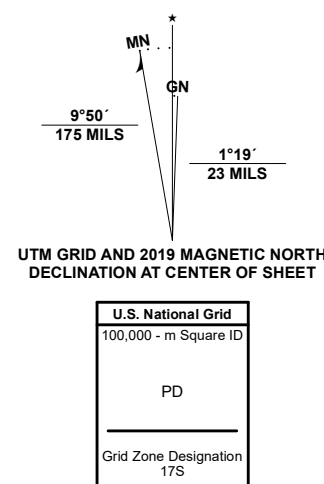 ★
MN
GN
9°50´
175 MILS
1°19´
23 MILS
UTM GRID AND 2019 MAGNETIC NORTH
DECLINATION AT CENTER OF SHEET
U.S. National Grid
100,000 - m Square ID
PD
Grid Zone Designation
17S